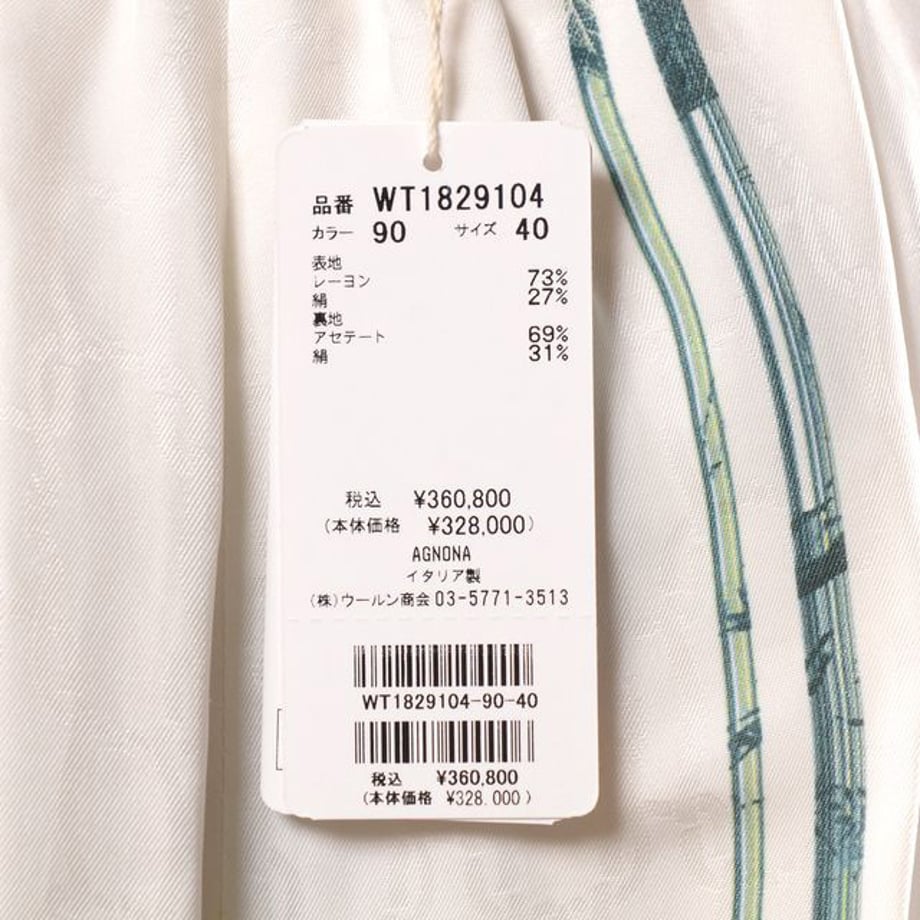 品番 WT1829104
カラー 90 サイズ 40
表地
レーヨン 73%
絹 27%
裏地
アセテート 69%
絹 31%
税込 ¥360,800
(本体価格 ¥328,000)
AGNONA
イタリア製
(株)ウールン商会 03-5771-3513
WT1829104-90-40
税込 ¥360,800
(本体価格 ¥328.000)